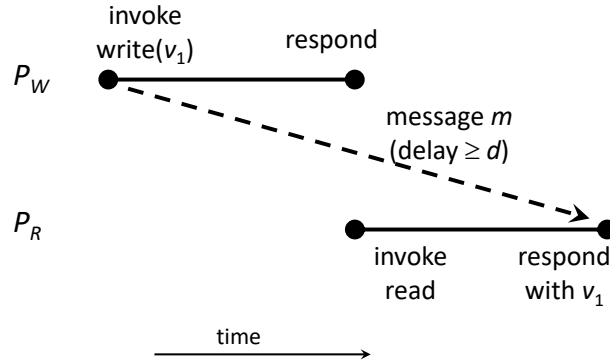 invoke
write(v₁)
respond
P_W
message m
(delay ≥ d)
P_R
invoke
read
respond
with v₁
time